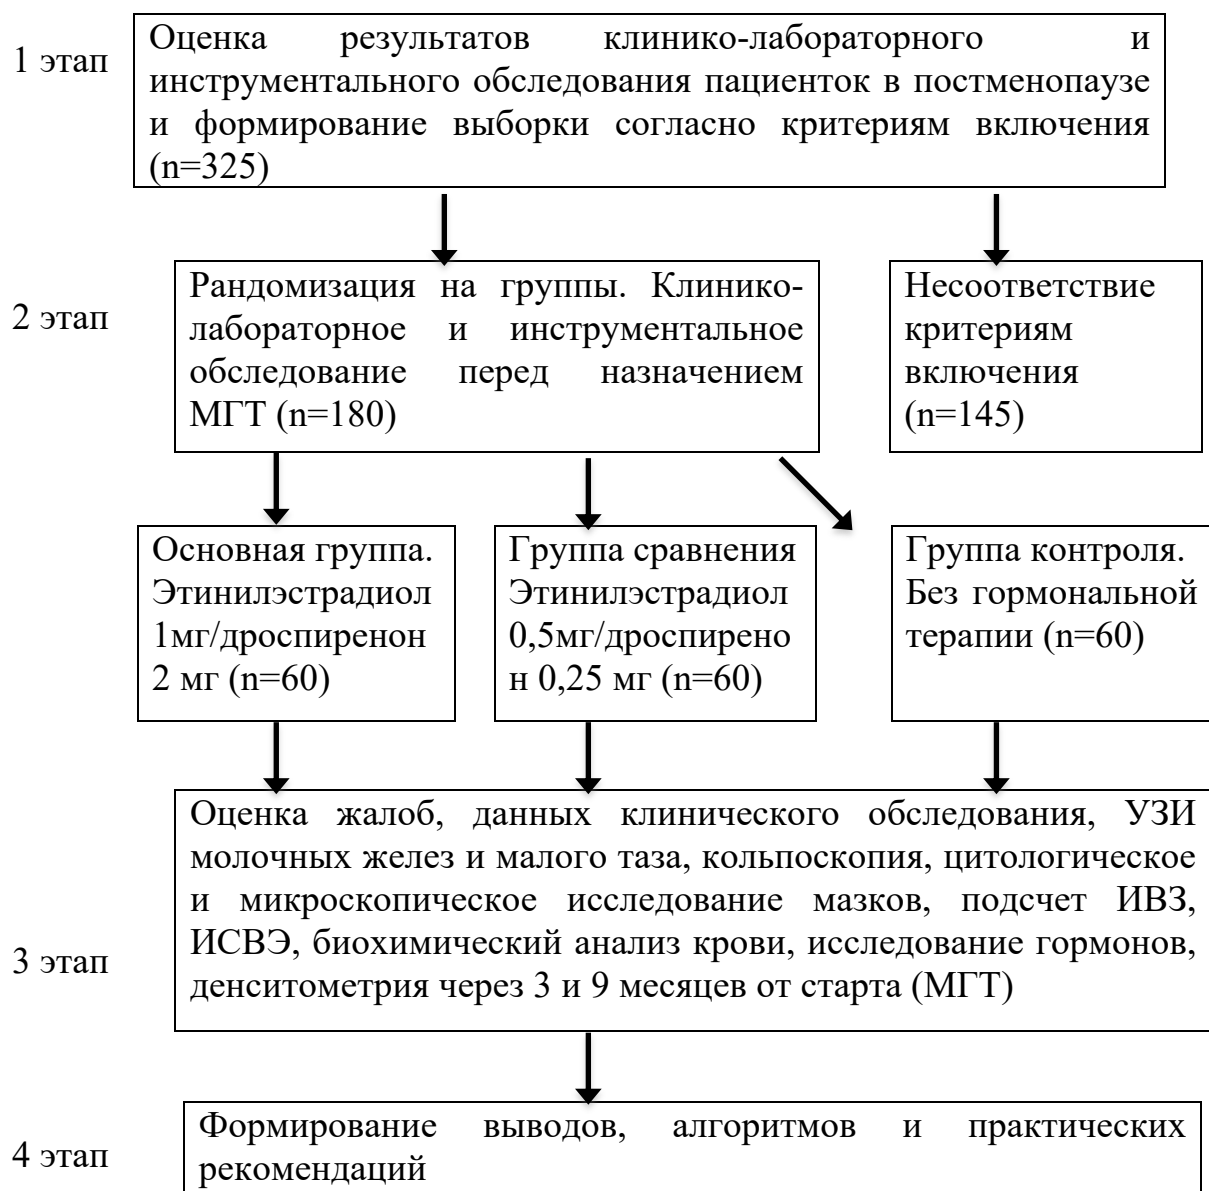 1 этап
Оценка результатов клинико-лабораторного и
инструментального обследования пациенток в постменопаузе
и формирование выборки согласно критериям включения
(n=325)
2 этап
Рандомизация на группы. Клинико-
лабораторное и инструментальное
обследование перед назначением
МГТ (n=180)
Несоответствие
критериям
включения
(n=145)
Основная группа.
Этинилэстрадиол
1мг/дроспиренон
2 мг (n=60)
Группа сравнения
Этинилэстрадиол
0,5мг/дроспирено
н 0,25 мг (n=60)
Группа контроля.
Без гормональной
терапии (n=60)
3 этап
Оценка жалоб, данных клинического обследования, УЗИ
молочных желез и малого таза, кольпоскопия, цитологическое
и микроскопическое исследование мазков, подсчет ИВЗ,
ИСВЭ, биохимический анализ крови, исследование гормонов,
денситометрия через 3 и 9 месяцев от старта (МГТ)
4 этап
Формирование выводов, алгоритмов и практических
рекомендаций